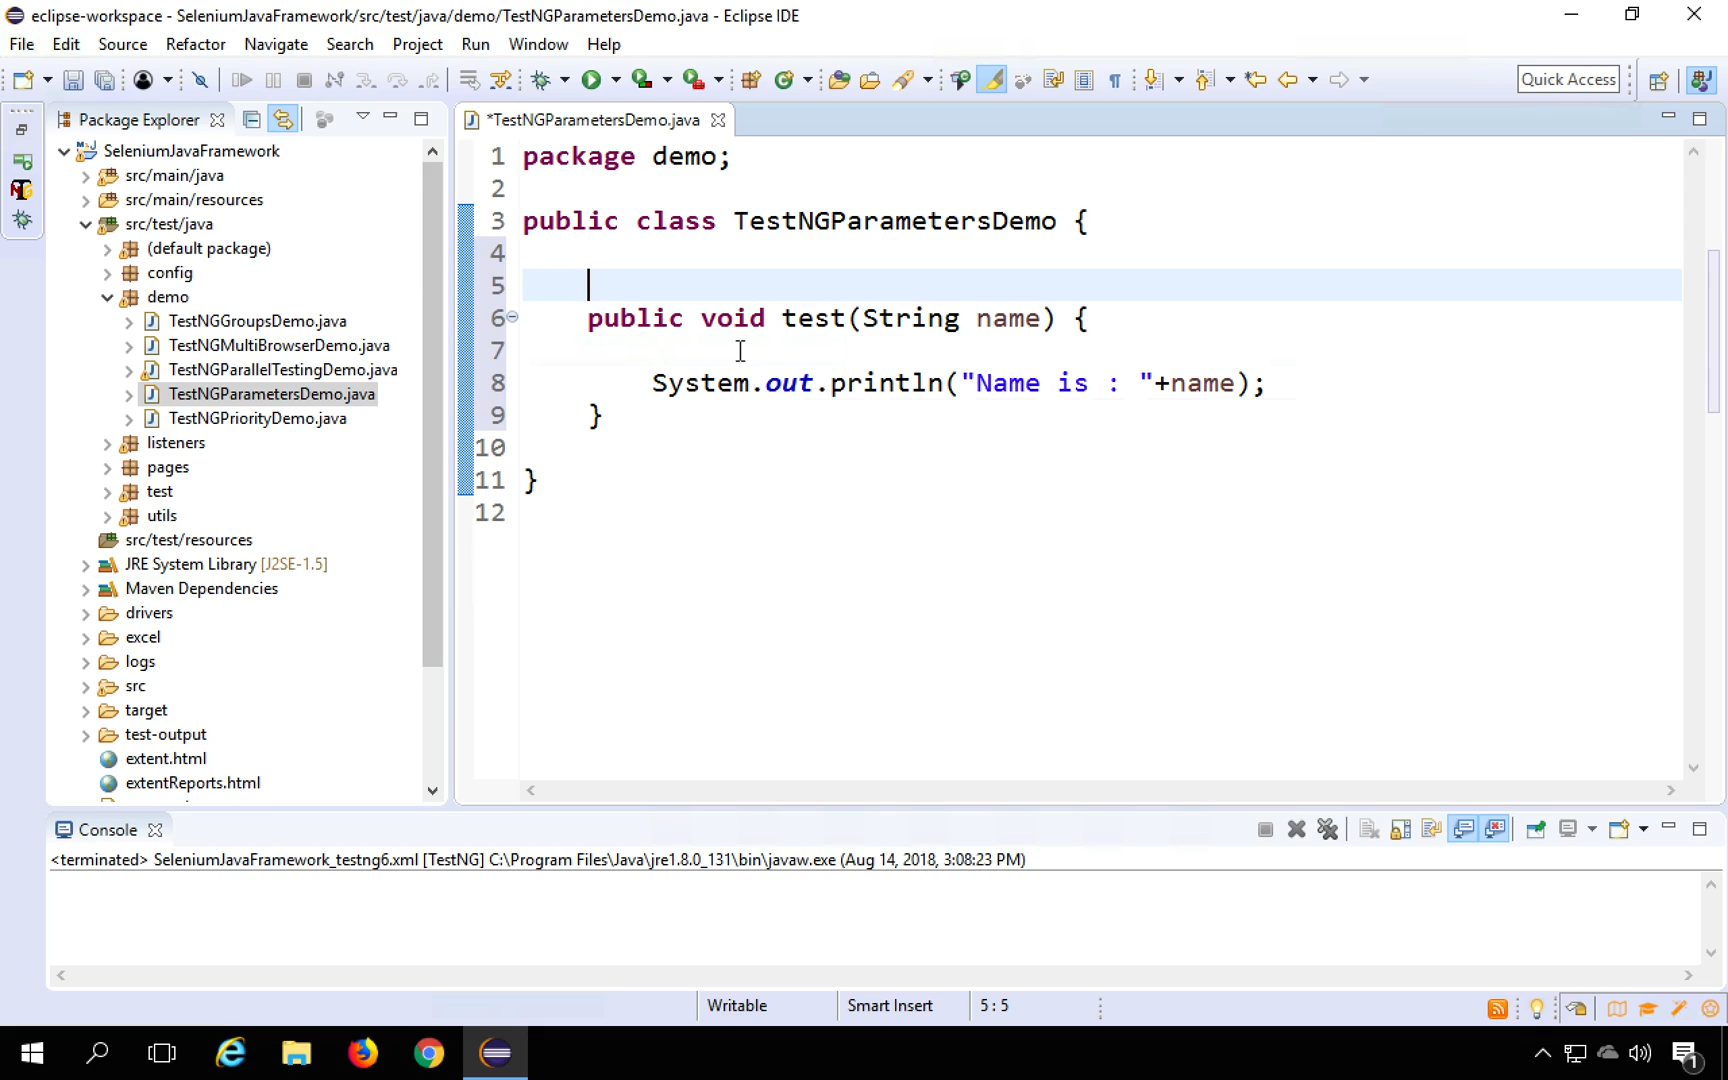 eclipse-workspace - SeleniumJavaFramework/src/test/java/demo/TestNGParametersDemo.java - Eclipse IDE
File Edit Source Refactor Navigate Search Project Run Window Help
Quick Access
Package Explorer
*TestNGParametersDemo.java
SeleniumJavaFramework
src/main/java
src/main/resources
src/test/java
(default package)
config
demo
TestNGGroupsDemo.java
TestNGMultiBrowserDemo.java
TestNGParallelTestingDemo.java
TestNGParametersDemo.java
TestNGPriorityDemo.java
listeners
pages
test
utils
src/test/resources
JRE System Library [J2SE-1.5]
Maven Dependencies
drivers
excel
logs
src
target
test-output
extent.html
extentReports.html
1 package demo;
2
3 public class TestNGParametersDemo {
4
5
6 public void test(String name) {
7
8 System.out.println("Name is : "+name);
9 }
10
11 }
12
Console
<terminated> SeleniumJavaFramework_testng6.xml [TestNG] C:\Program Files\Java\jre1.8.0_131\bin\javaw.exe (Aug 14, 2018, 3:08:23 PM)
Writable Smart Insert 5 : 5
1